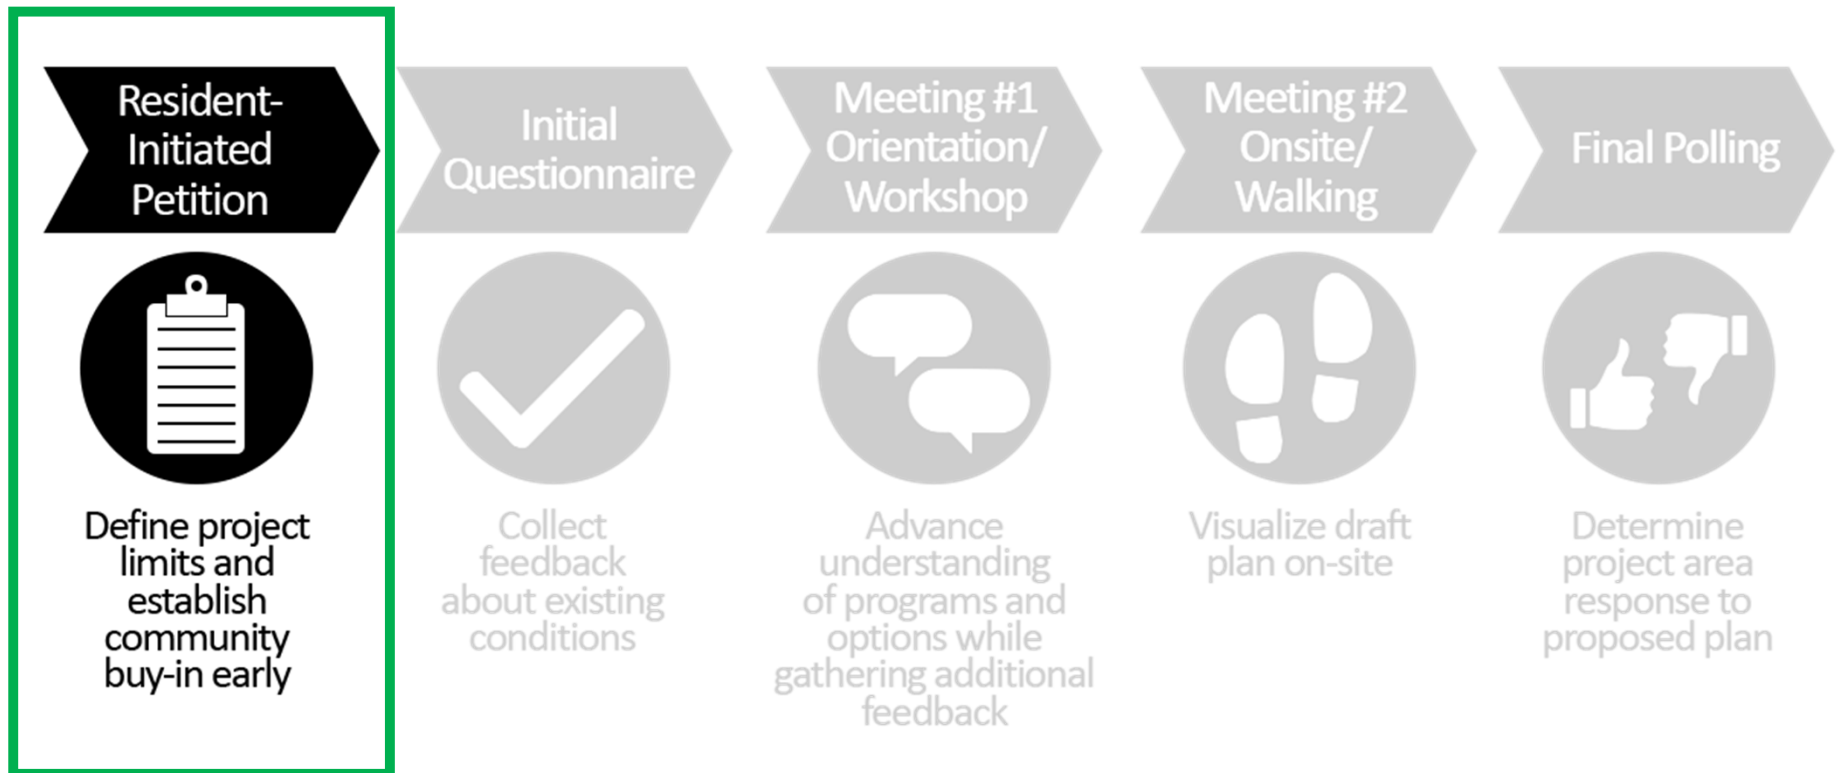 Resident-
Initiated
Petition
Initial
Questionnaire
Meeting #1
Orientation/
Workshop
Meeting #2
Onsite/
Walking
Final Polling
Define project
limits and
establish
community
buy-in early
Collect
feedback
about existing
conditions
Advance
understanding
of programs and
options while
gathering additional
feedback
Visualize draft
plan on-site
Determine
project area
response to
proposed plan